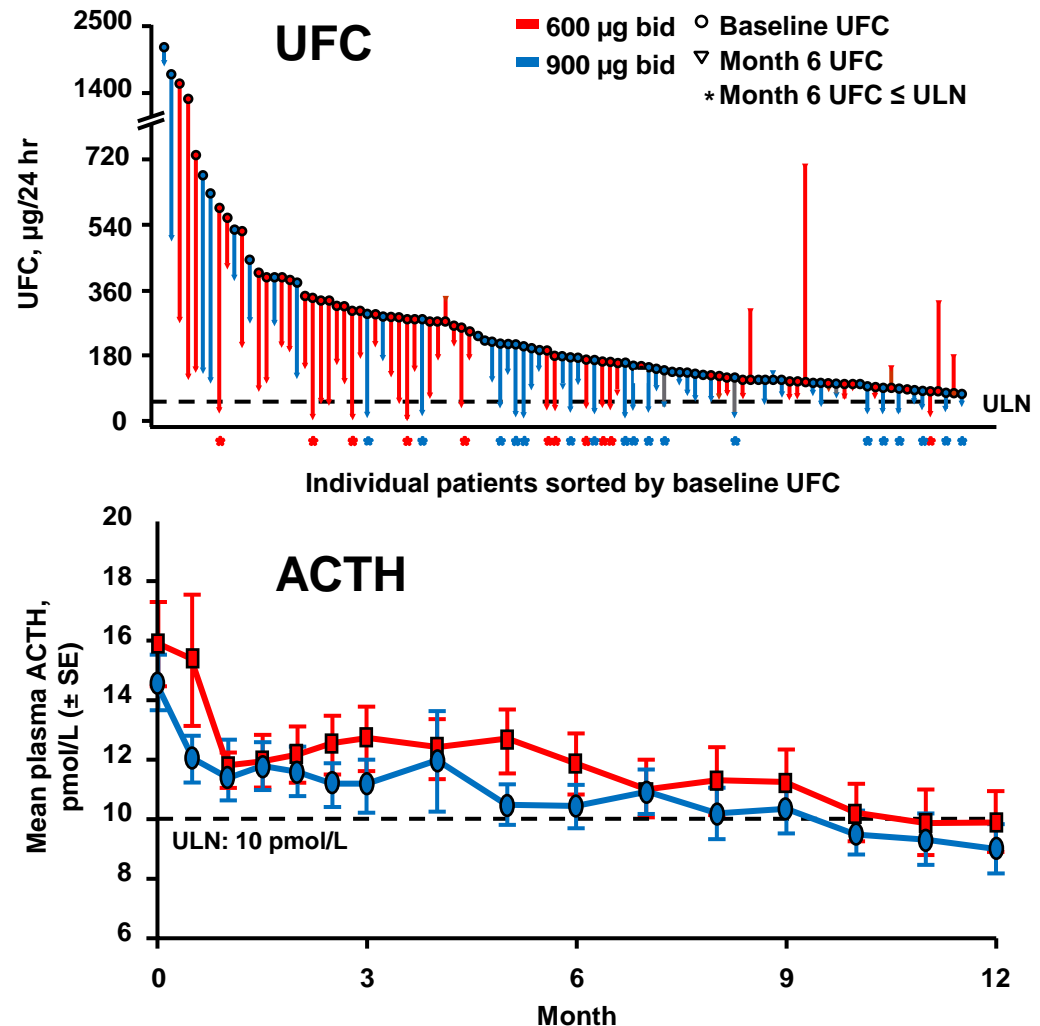 UFC
600 µg bid
900 µg bid
Baseline UFC
Month 6 UFC
* Month 6 UFC ≤ ULN
UFC, µg/24 hr
2500
1400
720
540
360
180
0
ULN
Individual patients sorted by baseline UFC
ACTH
Mean plasma ACTH,
pmol/L (± SE)
20
18
16
14
12
10
8
6
ULN: 10 pmol/L
0
3
6
9
12
Month